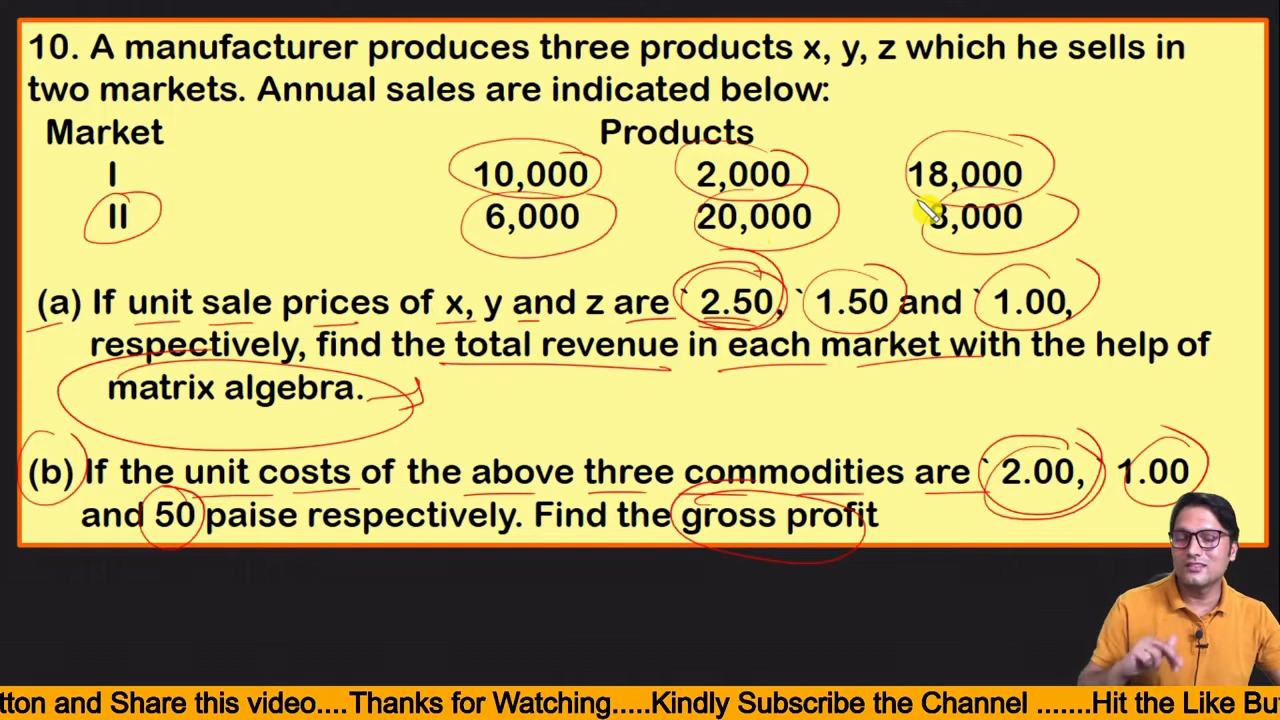 10. A manufacturer produces three products x, y, z which he sells in
two markets. Annual sales are indicated below:
Market Products
I 10,000 2,000 18,000
II 6,000 20,000 8,000
(a) If unit sale prices of x, y and z are ` 2.50, ` 1.50 and ` 1.00,
respectively, find the total revenue in each market with the help of
matrix algebra.
(b) If the unit costs of the above three commodities are ` 2.00, 1.00
and 50 paise respectively. Find the gross profit
tton and Share this video....Thanks for Watching.....Kindly Subscribe the Channel .......Hit the Like Bu